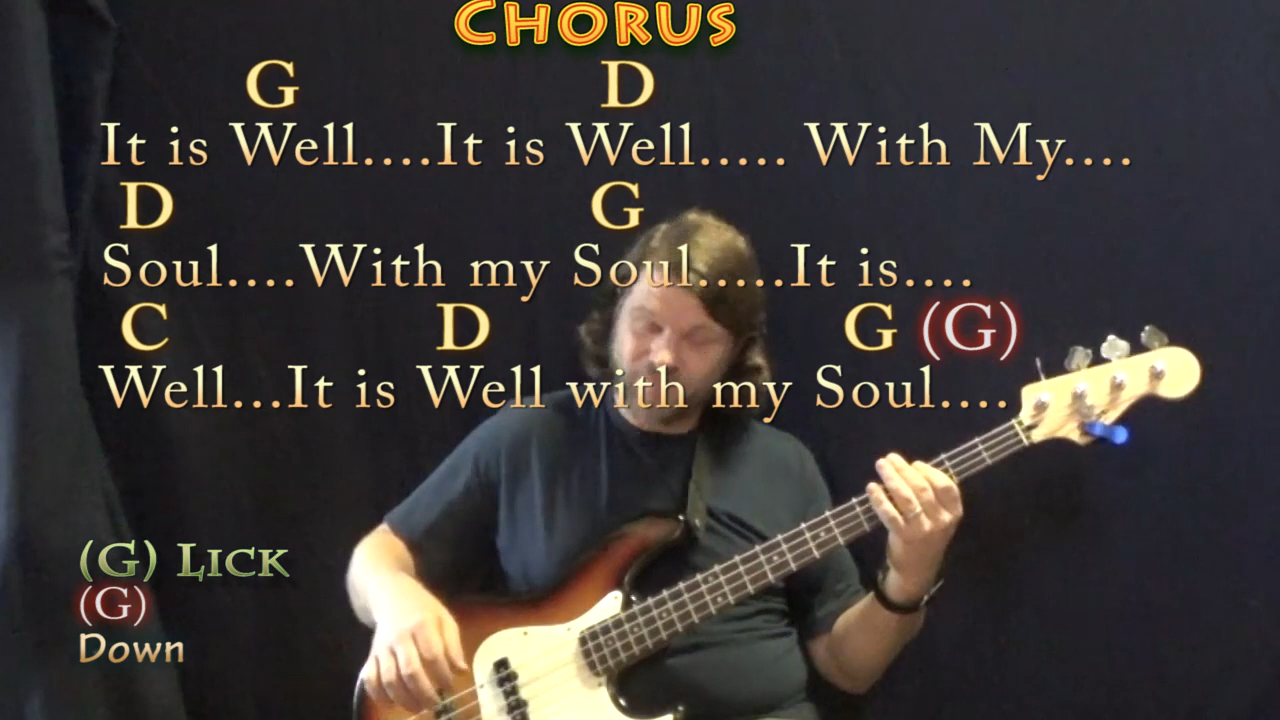 CHORUS
G D
It is Well....It is Well..... With My....
D G
Soul....With my Soul.....It is....
C D G (G)
Well...It is Well with my Soul....
(G) LICK
(G)
Down